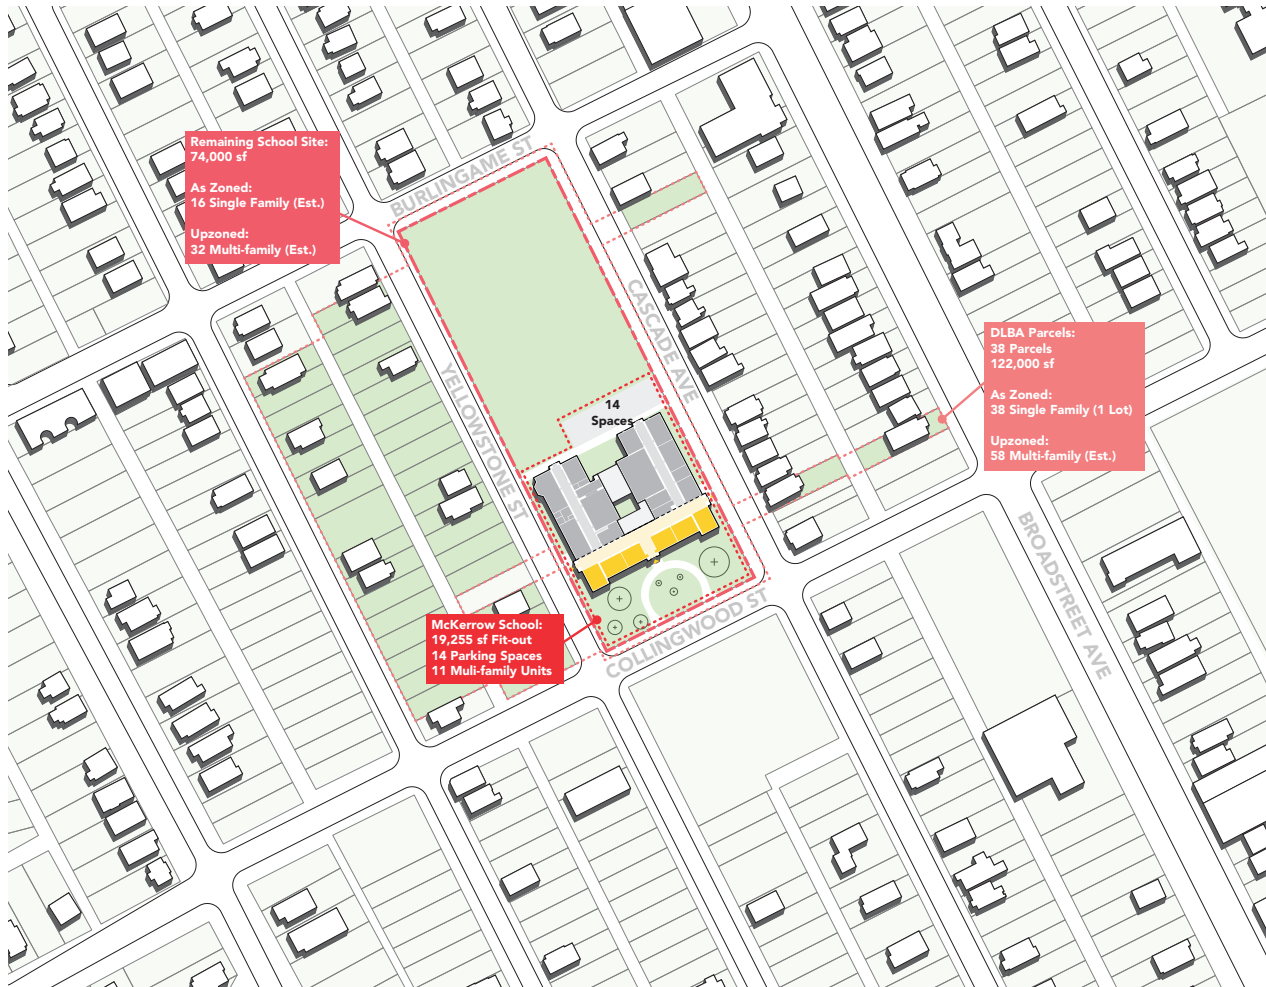 BURLINGAME ST
Remaining School Site:
74,000 sf
As Zoned:
16 Single Family (Est.)
Upzoned:
32 Multi-family (Est.)
CASCADE AVE
YELLOWSTONE ST
DLBA Parcels:
38 Parcels
122,000 sf
As Zoned:
38 Single Family (1 Lot)
Upzoned:
58 Multi-family (Est.)
14
Spaces
BROADSTREET AVE
McKerrow School:
19,255 sf Fit-out
14 Parking Spaces
11 Muli-family Units
COLLINGWOOD ST